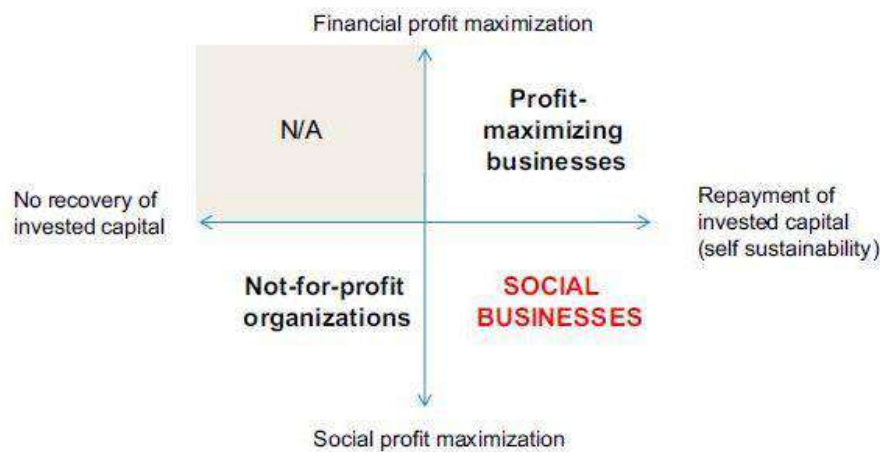 Financial profit maximization
N/A
Profit-
maximizing
businesses
No recovery of
invested capital
Repayment of
invested capital
(self sustainability)
Not-for-profit
organizations
SOCIAL
BUSINESSES
Social profit maximization